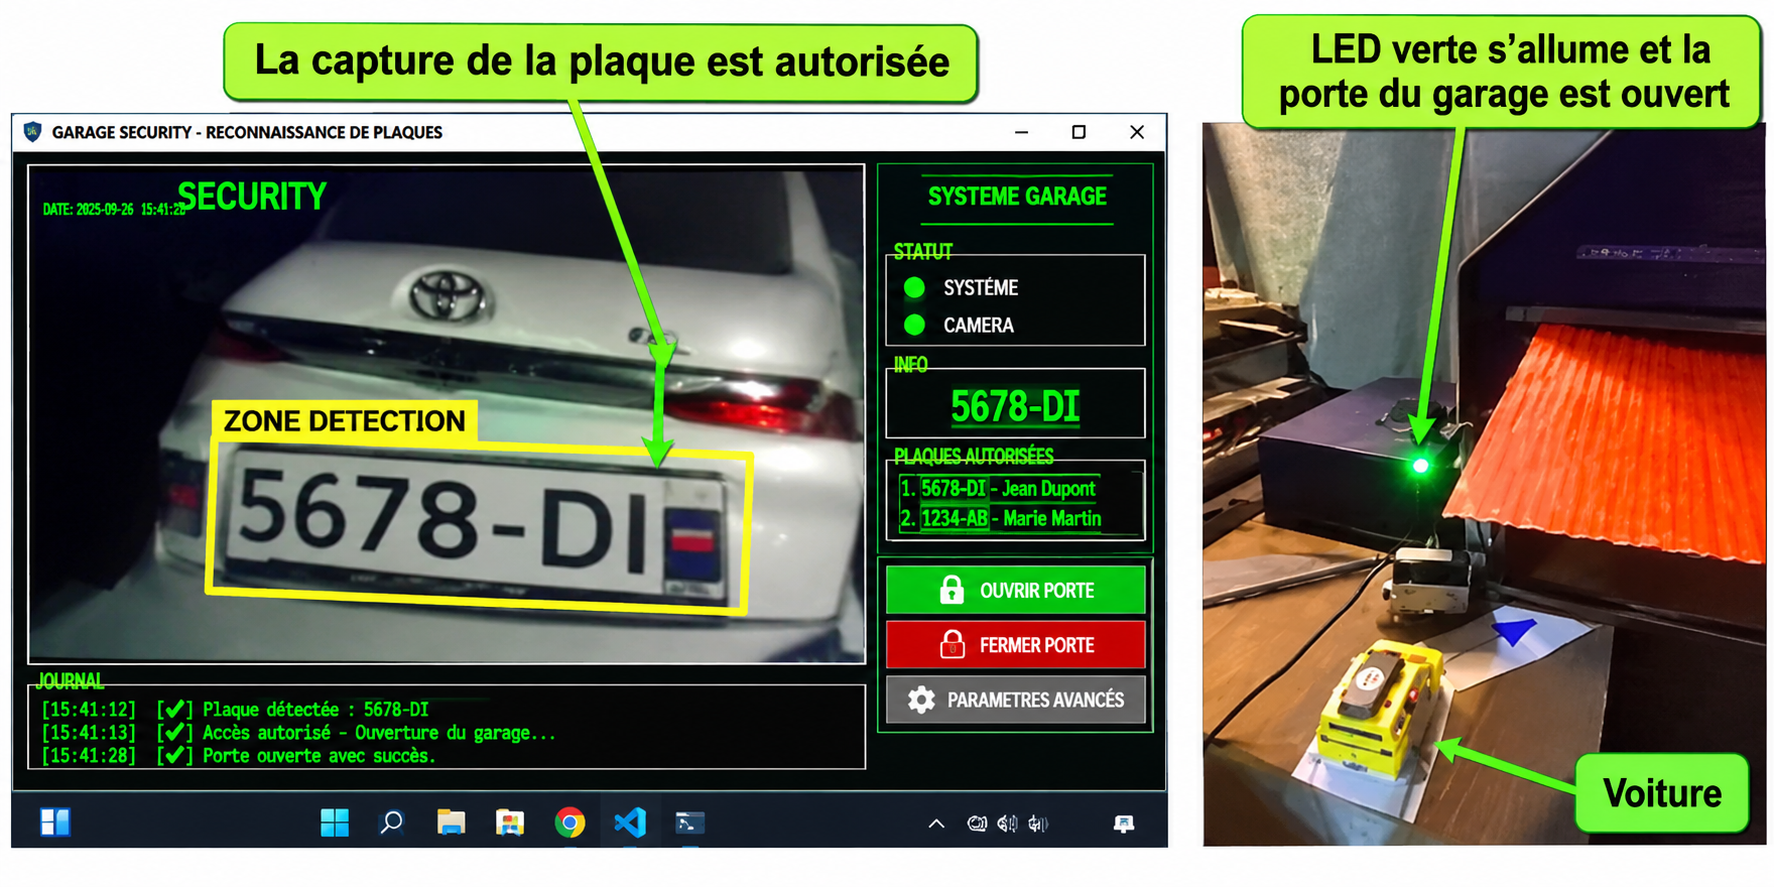 La capture de la plaque est autorisée
LED verte s’allume et la
porte du garage est ouvert
GARAGE SECURITY - RECONNAISSANCE DE PLAQUES
SECURITY
DATE: 2025-09-26 15:41:28
ZONE DETECTION
5678-DI
SYSTEME GARAGE
STATUT
SYSTÉME
CAMERA
INFO
5678-DI
PLAQUES AUTORISÉES
1. 5678-DI - Jean Dupont
2. 1234-AB - Marie Martin
OUVRIR PORTE
FERMER PORTE
PARAMETRES AVANCÉS
JOURNAL
[15:41:12] [✔] Plaque détectée : 5678-DI
[15:41:13] [✔] Accès autorisé - Ouverture du garage...
[15:41:28] [✔] Porte ouverte avec succès.
Voiture